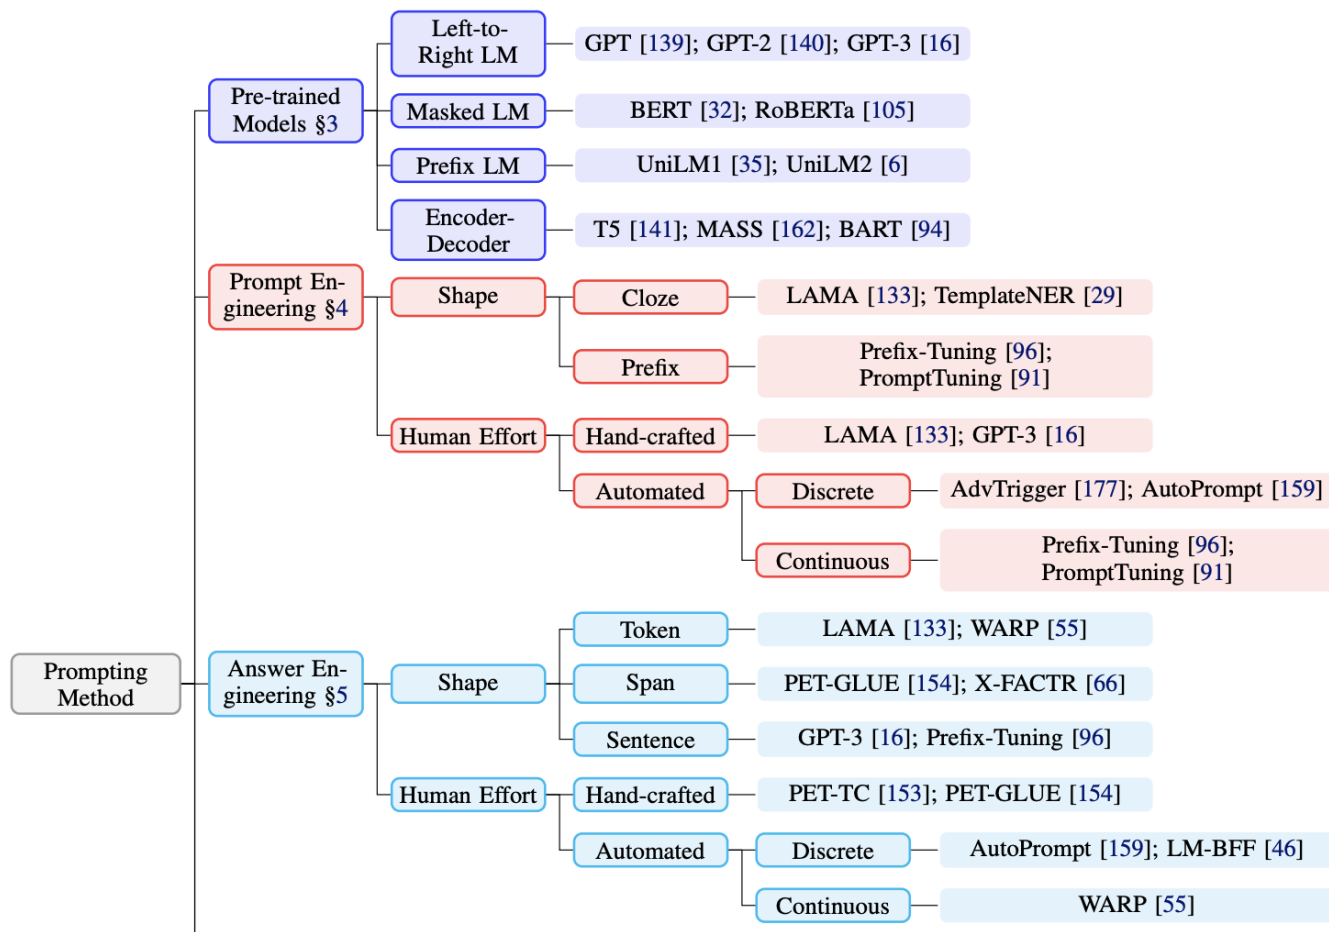 Left-to-
Right LM
GPT [139]; GPT-2 [140]; GPT-3 [16]
Pre-trained
Models §3
Masked LM
BERT [32]; RoBERTa [105]
Prefix LM
UniLM1 [35]; UniLM2 [6]
Encoder-
Decoder
T5 [141]; MASS [162]; BART [94]
Prompt En-
gineering §4
Shape
Cloze
LAMA [133]; TemplateNER [29]
Prefix
Prefix-Tuning [96];
PromptTuning [91]
Human Effort
Hand-crafted
LAMA [133]; GPT-3 [16]
Automated
Discrete
AdvTrigger [177]; AutoPrompt [159]
Continuous
Prefix-Tuning [96];
PromptTuning [91]
Prompting
Method
Answer En-
gineering §5
Shape
Token
LAMA [133]; WARP [55]
Span
PET-GLUE [154]; X-FACTR [66]
Sentence
GPT-3 [16]; Prefix-Tuning [96]
Human Effort
Hand-crafted
PET-TC [153]; PET-GLUE [154]
Automated
Discrete
AutoPrompt [159]; LM-BFF [46]
Continuous
WARP [55]